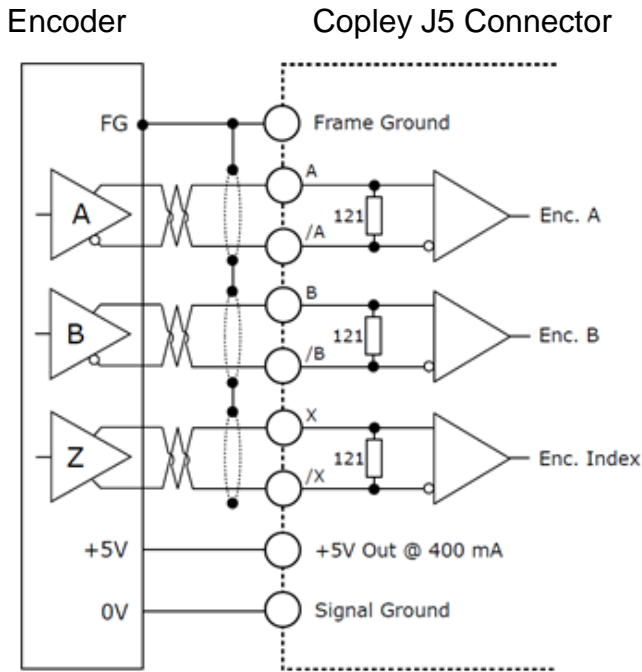 Encoder
Copley J5 Connector
FG
Frame Ground
A
A
/A
121
Enc. A
B
B
/B
121
Enc. B
Z
X
/X
121
Enc. Index
+5V
+5V Out @ 400 mA
0V
Signal Ground